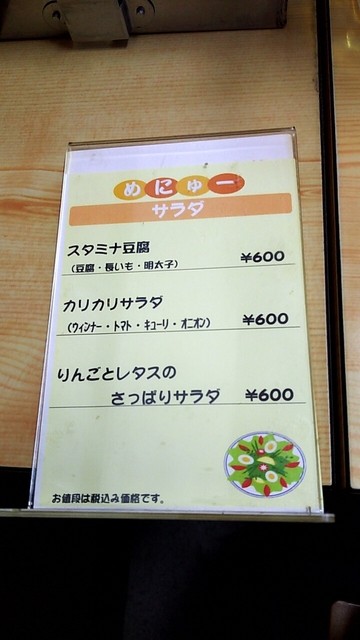 めにゅー
サラダ
スタミナ豆腐
(豆腐・長いも・明太子) ¥600
カリカリサラダ
(ウィンナー・トマト・キューリ・オニオン) ¥600
りんごとレタスの
さっぱりサラダ ¥600
お値段は税込み価格です。